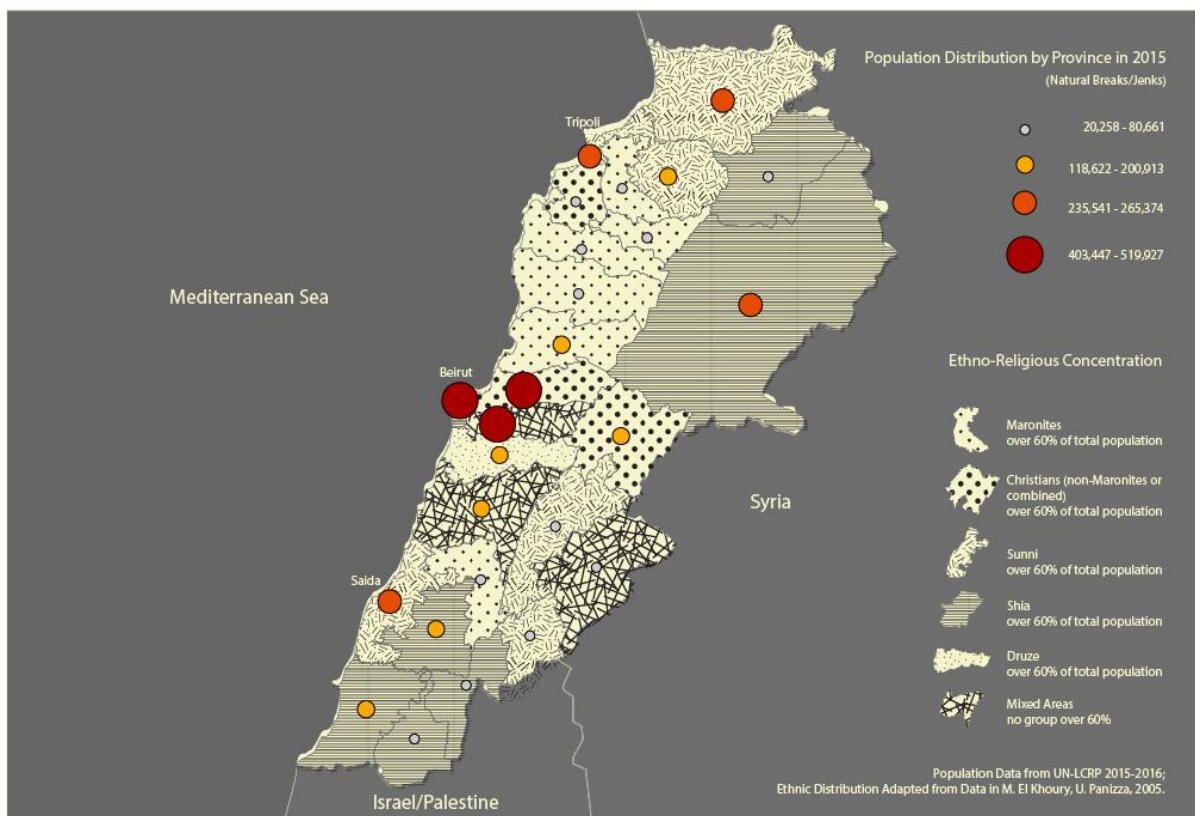 Population Distribution by Province in 2015
(Natural Breaks/Jenks)
20,258 - 80,661
118,622 - 200,913
235,541 - 265,374
403,447 - 519,927
Tripoli
Mediterranean Sea
Beirut
Syria
Saida
Israel/Palestine
Ethno-Religious Concentration
Maronites
over 60% of total population
Christians (non-Maronites or
combined)
over 60% of total population
Sunni
over 60% of total population
Shia
over 60% of total population
Druze
over 60% of total population
Mixed Areas
no group over 60%
Population Data from UN-LCRP 2015-2016;
Ethnic Distribution Adapted from Data in M. El Khoury, U. Panizza, 2005.